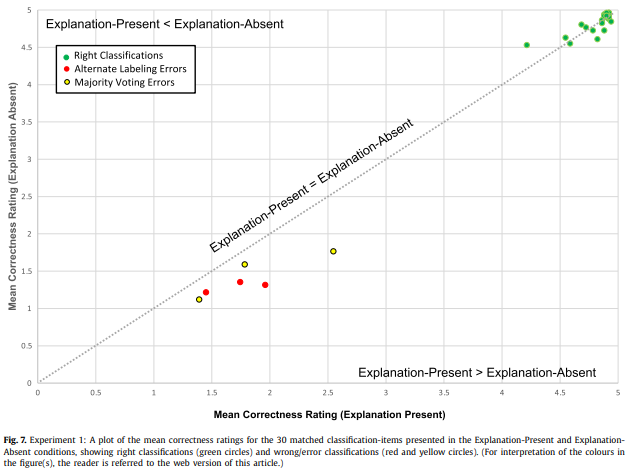 5
Explanation-Present < Explanation-Absent
4.5
Right Classifications
Alternate Labeling Errors
Majority Voting Errors
4
3.5
3
2.5
2
1.5
1
0.5
0
Mean Correctness Rating (Explanation Absent)
Explanation-Present = Explanation-Absent
Explanation-Present > Explanation-Absent
0 0.5 1 1.5 2 2.5 3 3.5 4 4.5 5
Mean Correctness Rating (Explanation Present)
Fig. 7. Experiment 1: A plot of the mean correctness ratings for the 30 matched classification-items presented in the Explanation-Present and Explanation-
Absent conditions, showing right classifications (green circles) and wrong/error classifications (red and yellow circles). (For interpretation of the colours in
the figure(s), the reader is referred to the web version of this article.)